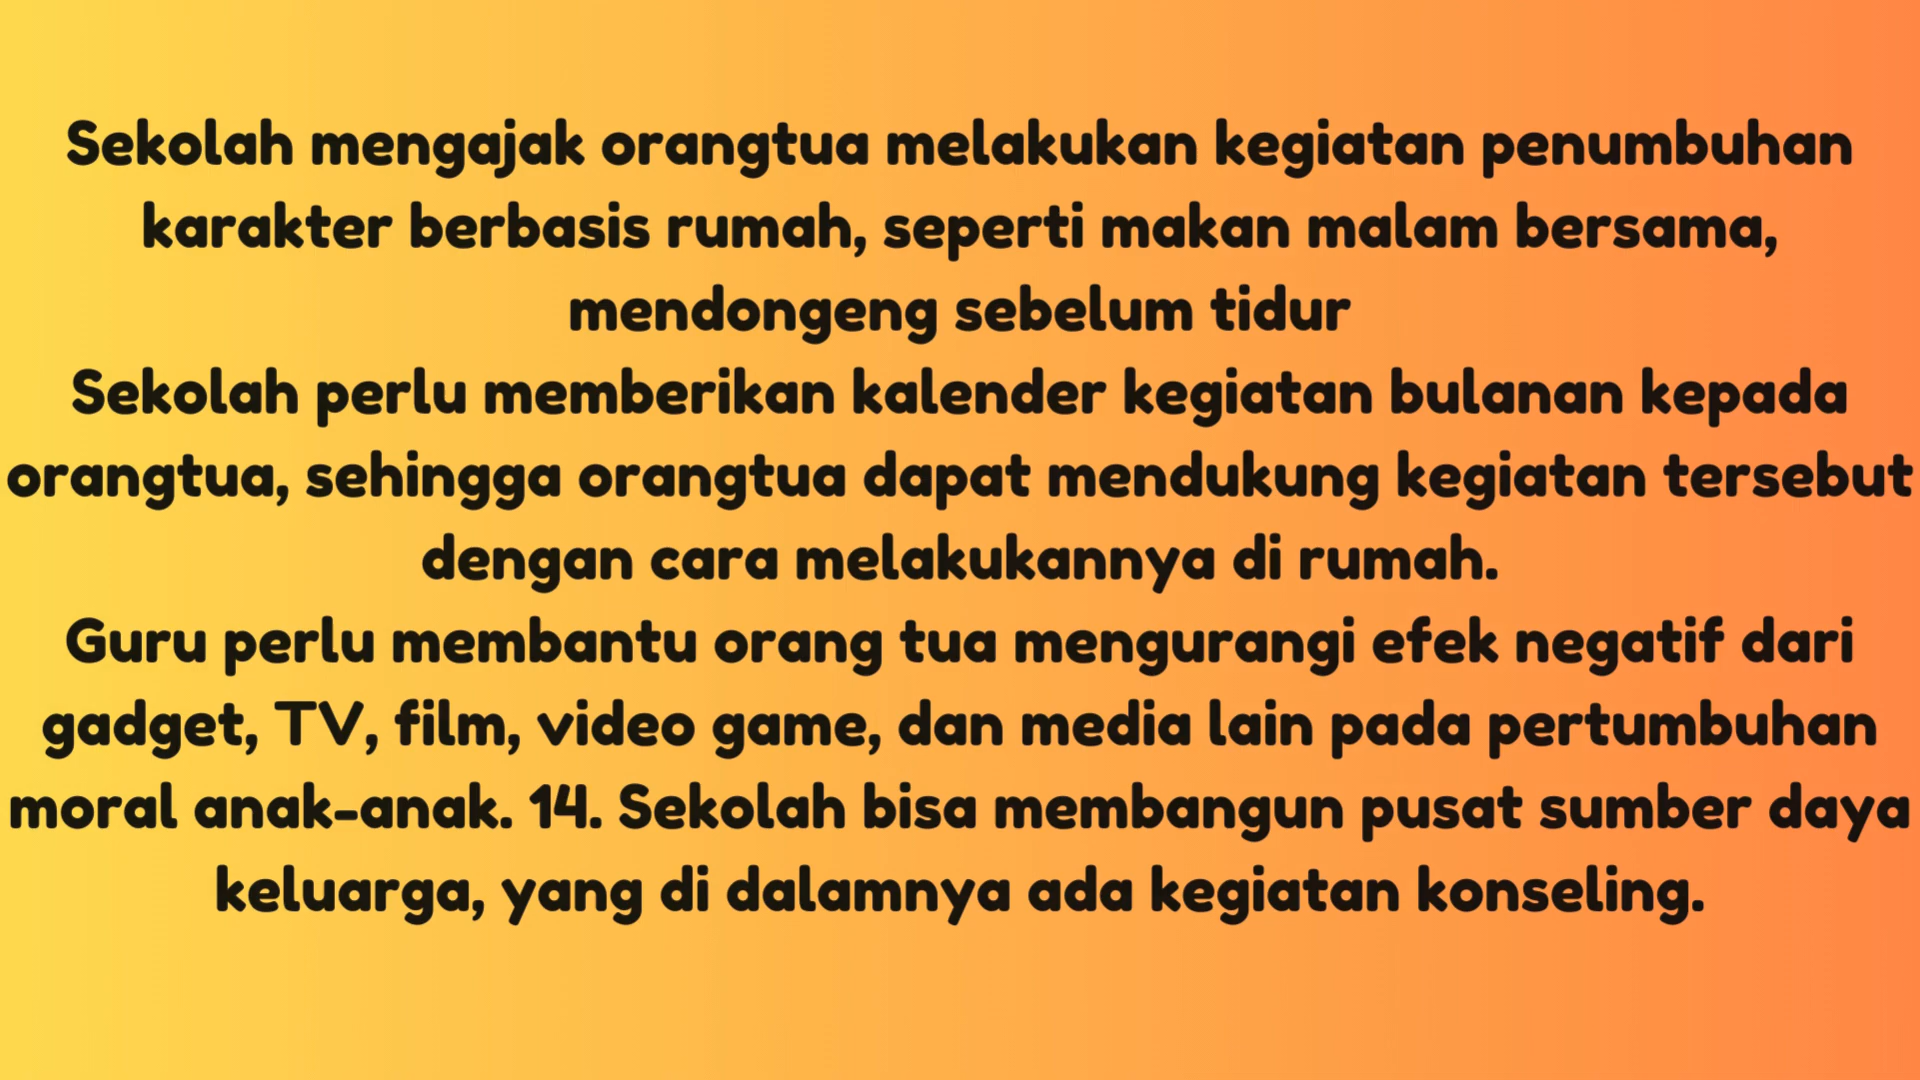 Sekolah mengajak orangtua melakukan kegiatan penumbuhan
karakter berbasis rumah, seperti makan malam bersama,
mendongeng sebelum tidur
Sekolah perlu memberikan kalender kegiatan bulanan kepada
orangtua, sehingga orangtua dapat mendukung kegiatan tersebut
dengan cara melakukannya di rumah.
Guru perlu membantu orang tua mengurangi efek negatif dari
gadget, TV, film, video game, dan media lain pada pertumbuhan
moral anak-anak. 14. Sekolah bisa membangun pusat sumber daya
keluarga, yang di dalamnya ada kegiatan konseling.